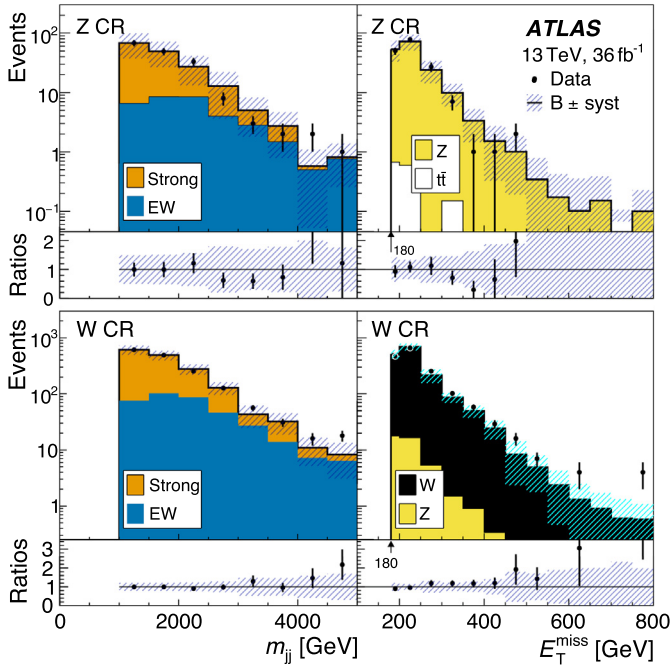 Z CR
Events
10²
10
1
10⁻¹
Strong
EW
Ratios
2
1
0
Z CR
ATLAS
13 TeV, 36 fb⁻¹
Data
B ± syst
Z
tt̄
180
W CR
Events
10³
10²
10
1
Strong
EW
Ratios
3
2
1
0
0
2000
4000
m_jj [GeV]
W CR
W
Z
180
200
400
600
800
E_T^miss [GeV]